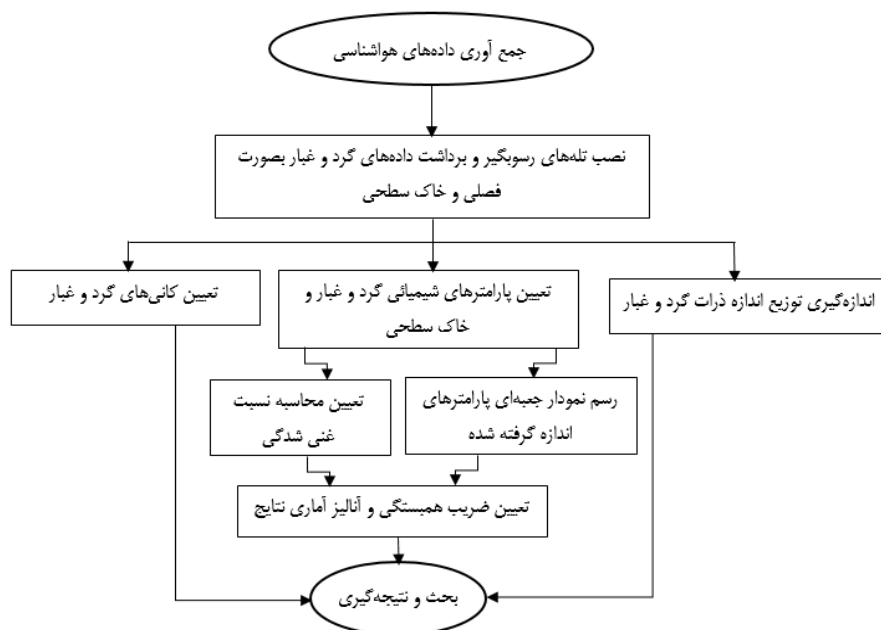 جمع آوری داده‌های هواشناسی
نصب تله‌های رسوبگیر و برداشت داده‌های گرد و غبار بصورت
فصلی و خاک سطحی
اندازه‌گیری توزیع اندازه ذرات گرد و غبار
تعیین پارامترهای شیمیائی گرد و غبار و
خاک سطحی
تعیین کانی‌های گرد و غبار
رسم نمودار جعبه‌ای پارامترهای
اندازه گرفته شده
تعیین محاسبه نسبت
غنی شدگی
تعیین ضریب همبستگی و آنالیز آماری نتایج
بحث و نتیجه‌گیری